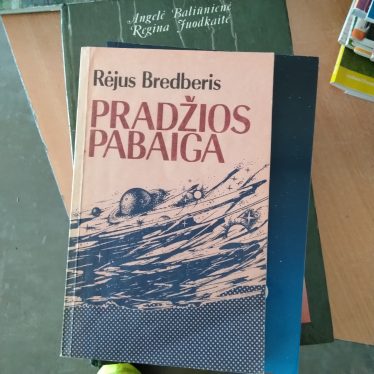 Angelė Baliūnienė
Regina Juodkaitė
Rėjus Bredberis
PRADŽIOS
PABAIGA